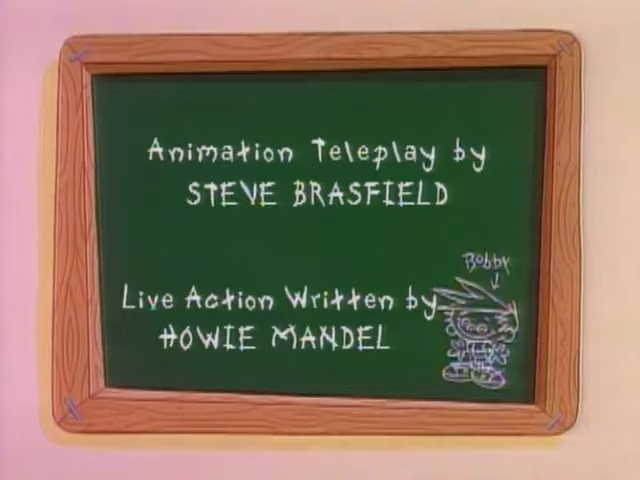 Animation Teleplay by
STEVE BRASFIELD
Bobby
Live Action Written by
HOWIE MANDEL